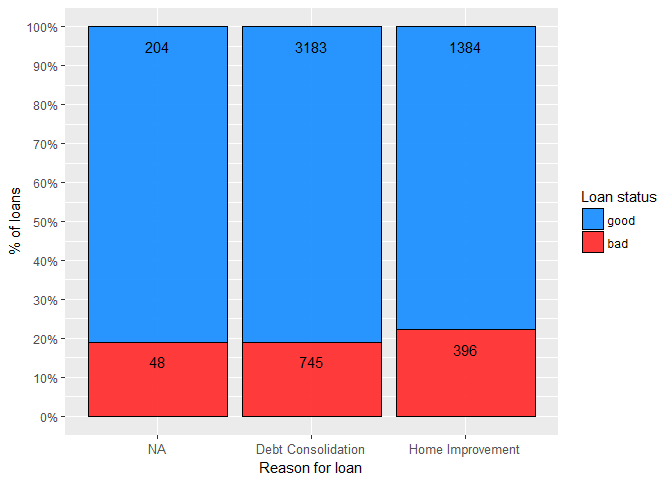 100%
90%
80%
70%
60%
50%
40%
30%
20%
10%
0%
% of loans
204
3183
1384
48
745
396
NA
Debt Consolidation
Home Improvement
Reason for loan
Loan status
good
bad